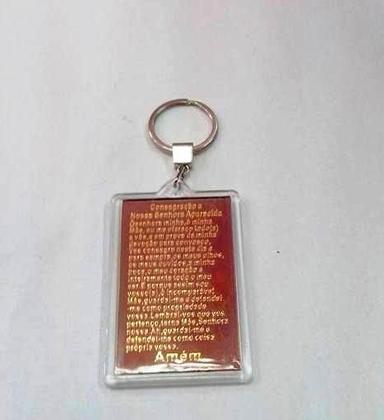 Consagração a
Nossa Senhora Aparecida
Ó senhora minha, ó minha
Mãe, eu me ofereço todo(a)
a vós, e em prova de minha
devoção para convosco,
vos consagro neste dia e
para sempre, os meus olhos,
os meus ouvidos, a minha
boca, o meu coração e
inteiramente todo o meu
ser. E porque assim sou
vosso(a), ó incomparável
Mãe, guardai-me e defendei-
me como propriedade
vossa. Lembrai-vos que vos
pertenço, terna Mãe, Senhora
nossa. Ah, guardai-me e
defendei-me como coisa
própria vossa.
Amém